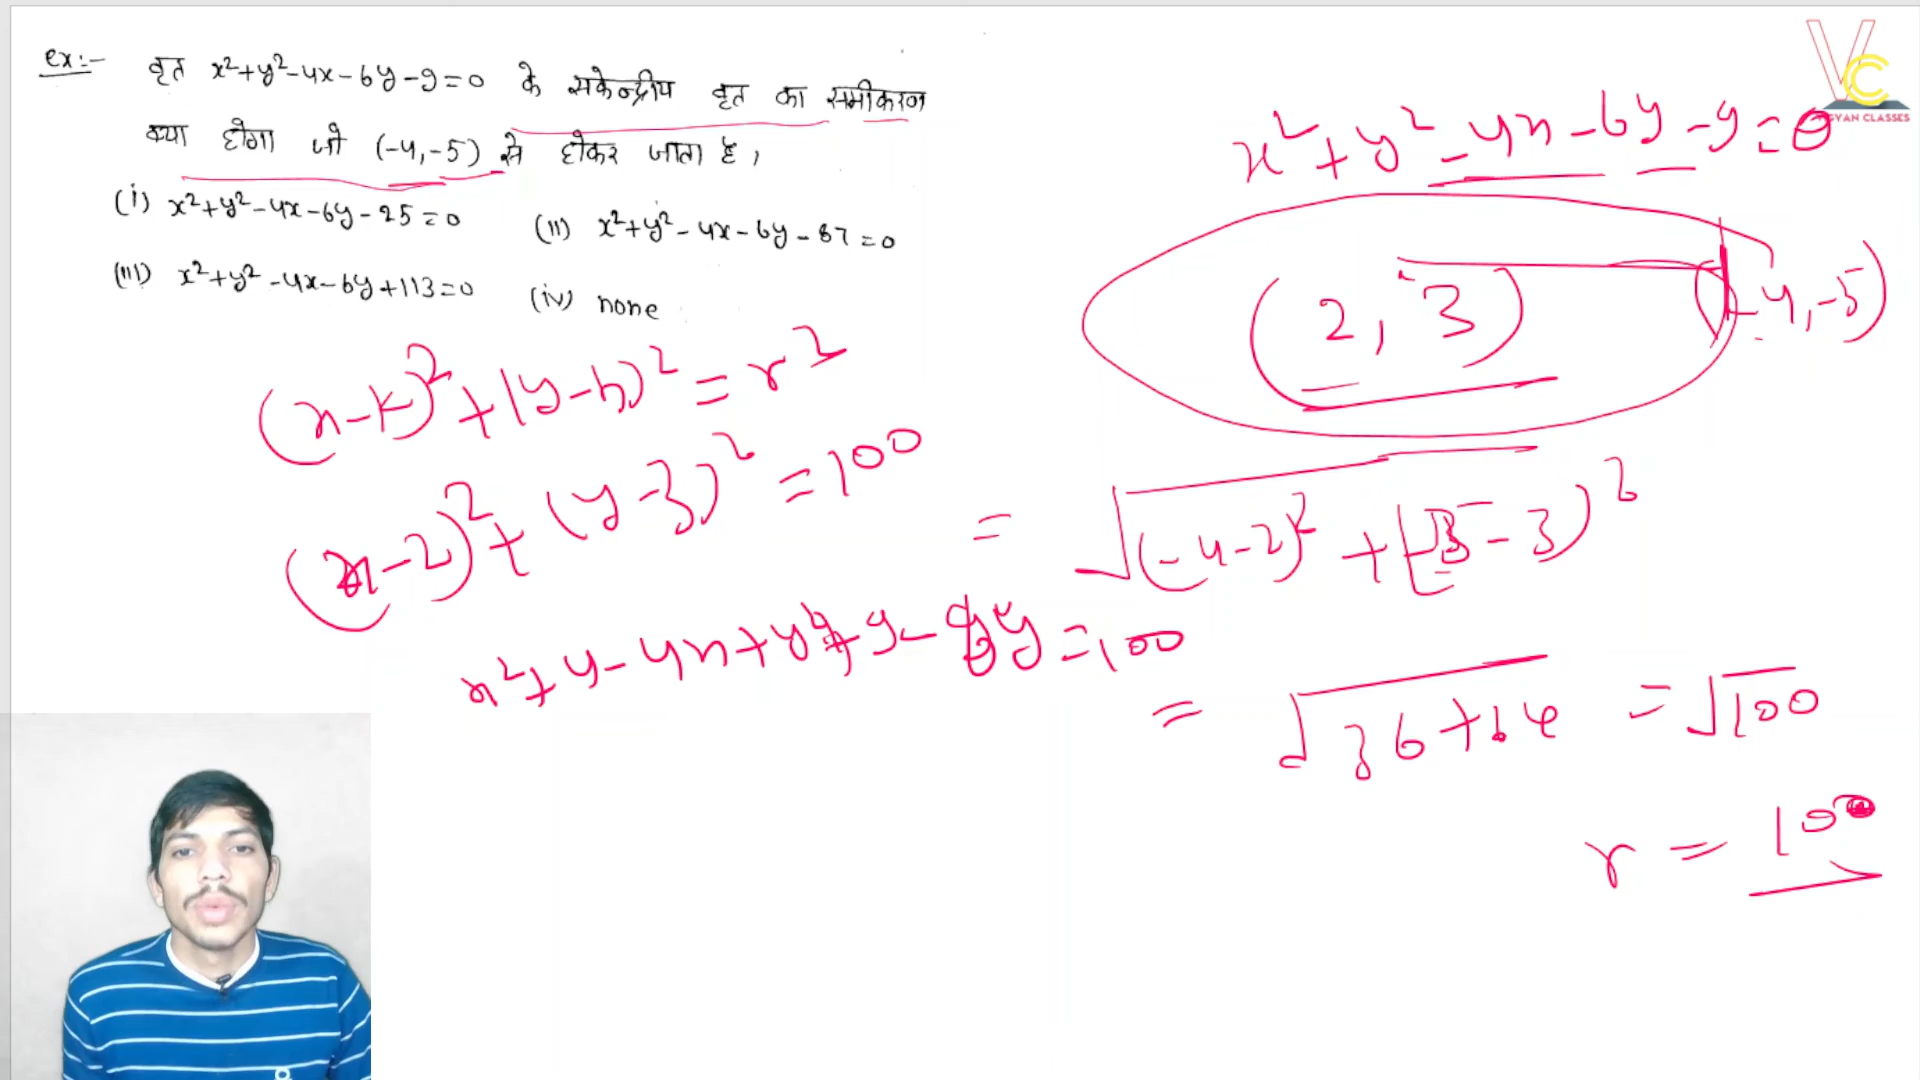 ex:- वृत x²+y²-4x-6y-9=0 के सकेन्द्रीय वृत का समीकरण
क्या होगा जो (-4,-5) से होकर जाता है,
(i) x²+y²-4x-6y-25=0 (ii) x²+y²-4x-6y-87=0
(iii) x²+y²-4x-6y+113=0 (iv) none
(x-k)²+(y-h)²=r²
(x-2)²+(y-3)²=100
GYAN CLASSES
x²+y²-4x-6y-9=0
(2,3) (-4,-5)
=√(-4-2)²+(-5-3)²
=√36+64 =√100
r=10